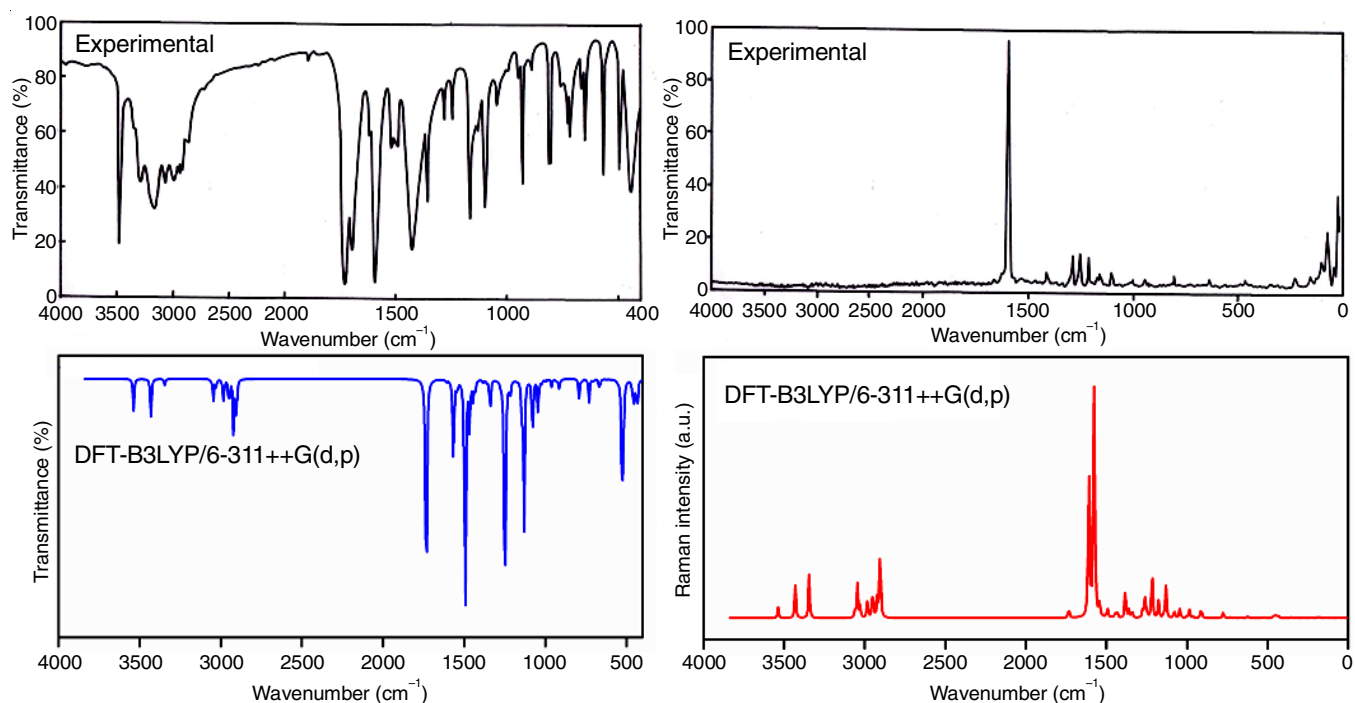 100
80
60
40
20
0
Transmittance (%)
Experimental
4000 3500 3000 2500 2000 1500 1000 500 400
Wavenumber (cm⁻¹)
100
80
60
40
20
0
Transmittance (%)
Experimental
4000 3500 3000 2500 2000 1500 1000 500 0
Wavenumber (cm⁻¹)
Transmittance (%)
DFT-B3LYP/6-311++G(d,p)
4000 3500 3000 2500 2000 1500 1000 500
Wavenumber (cm⁻¹)
Raman intensity (a.u.)
DFT-B3LYP/6-311++G(d,p)
4000 3500 3000 2500 2000 1500 1000 500 0
Wavenumber (cm⁻¹)